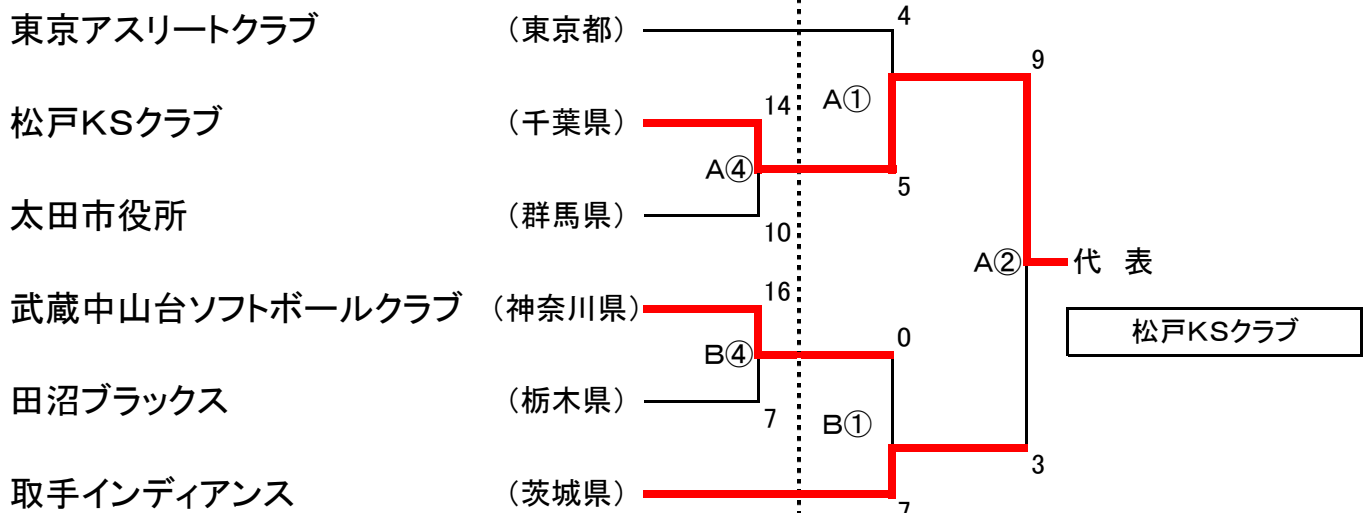 4
東京アスリートクラブ （東京都）
9
14 A①
松戸KSクラブ （千葉県）
A④
5
太田市役所 （群馬県）
10
A② 代 表
16
武蔵中山台ソフトボールクラブ （神奈川県）
松戸KSクラブ
0
B④
田沼ブラックス （栃木県）
7 B①
3
取手インディアンス （茨城県）
7